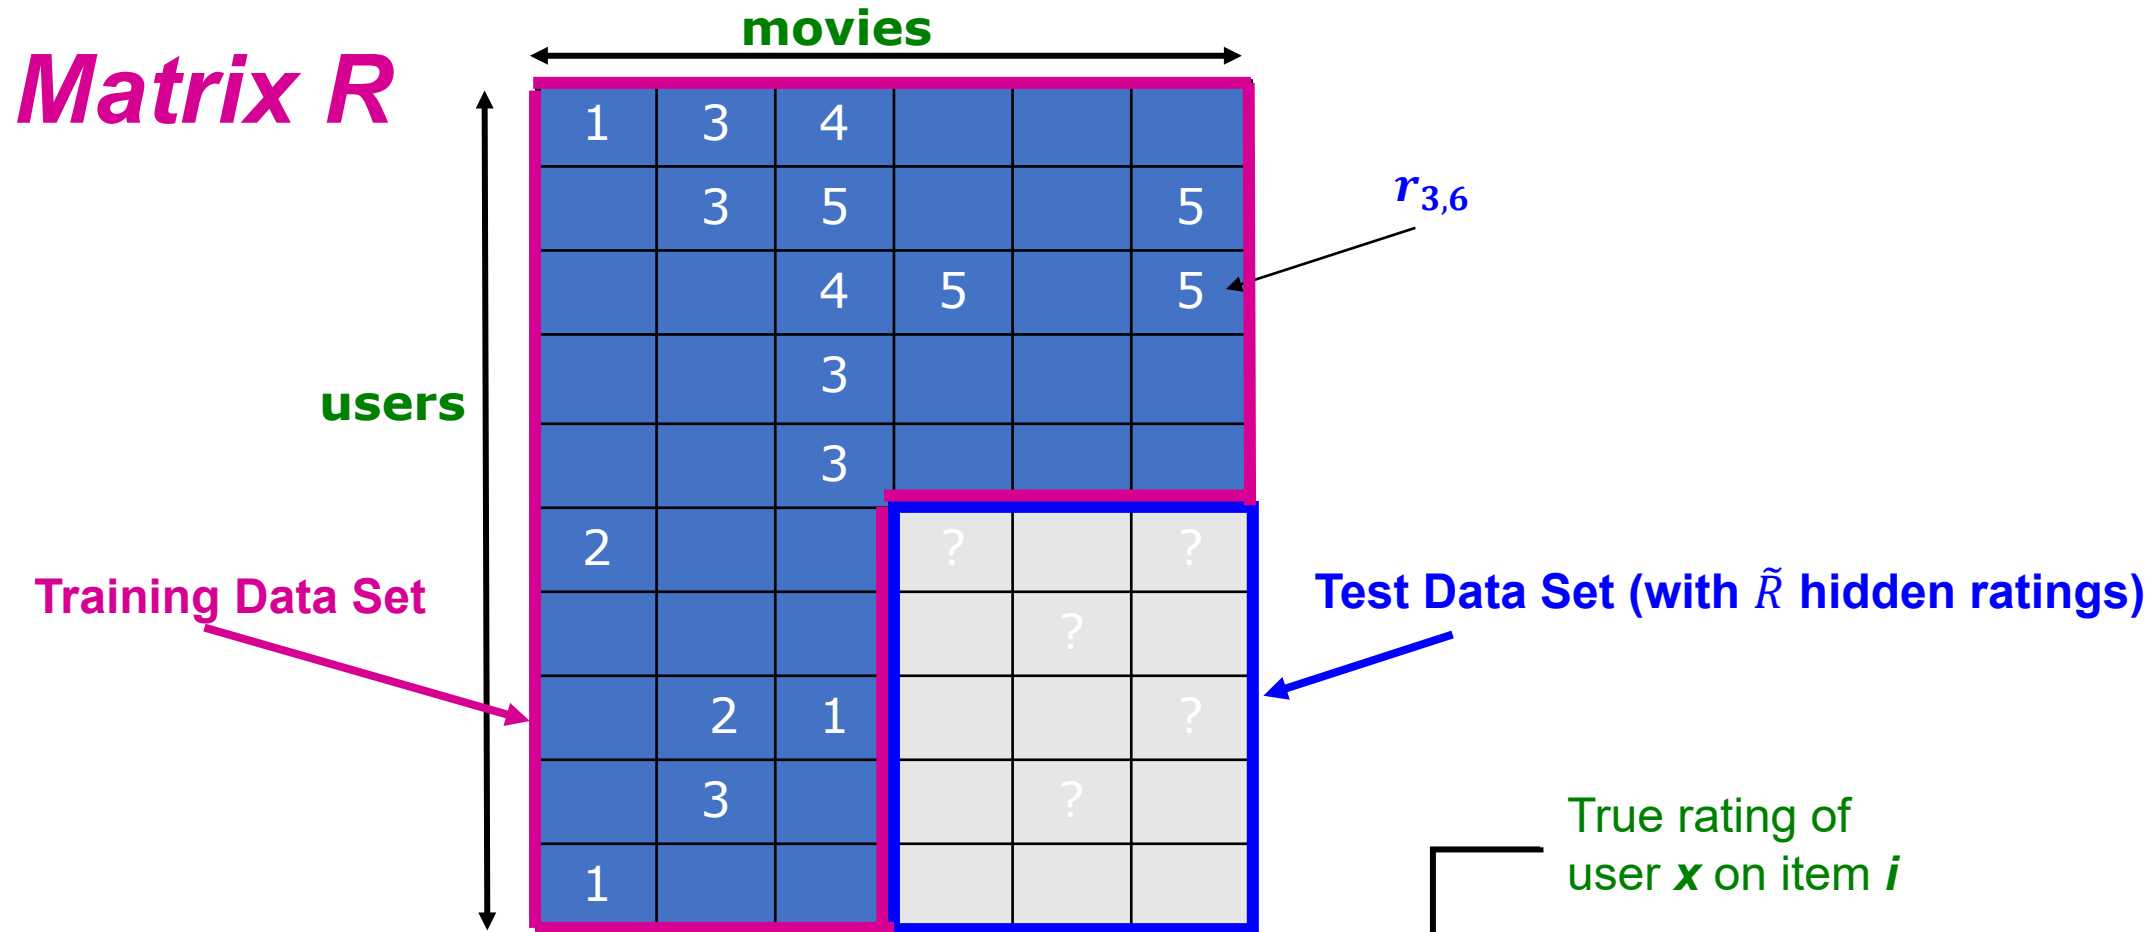 movies
Matrix R
1 3 4
3 5 5
r3,6
4 5 5
3
users
3
2 ? ?
Training Data Set
Test Data Set (with R̃ hidden ratings)
?
2 1 ?
3 ?
True rating of
user x on item i
1